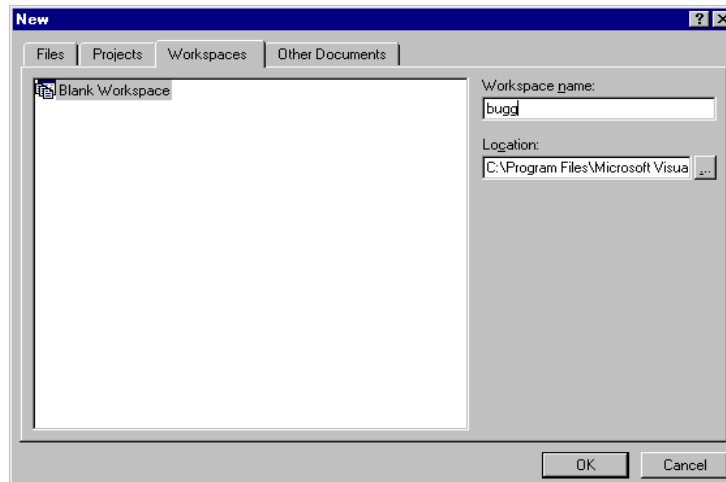 New
Files Projects Workspaces Other Documents
Blank Workspace
Workspace name:
bugg
Location:
C:\Program Files\Microsoft Visua ...
OK Cancel